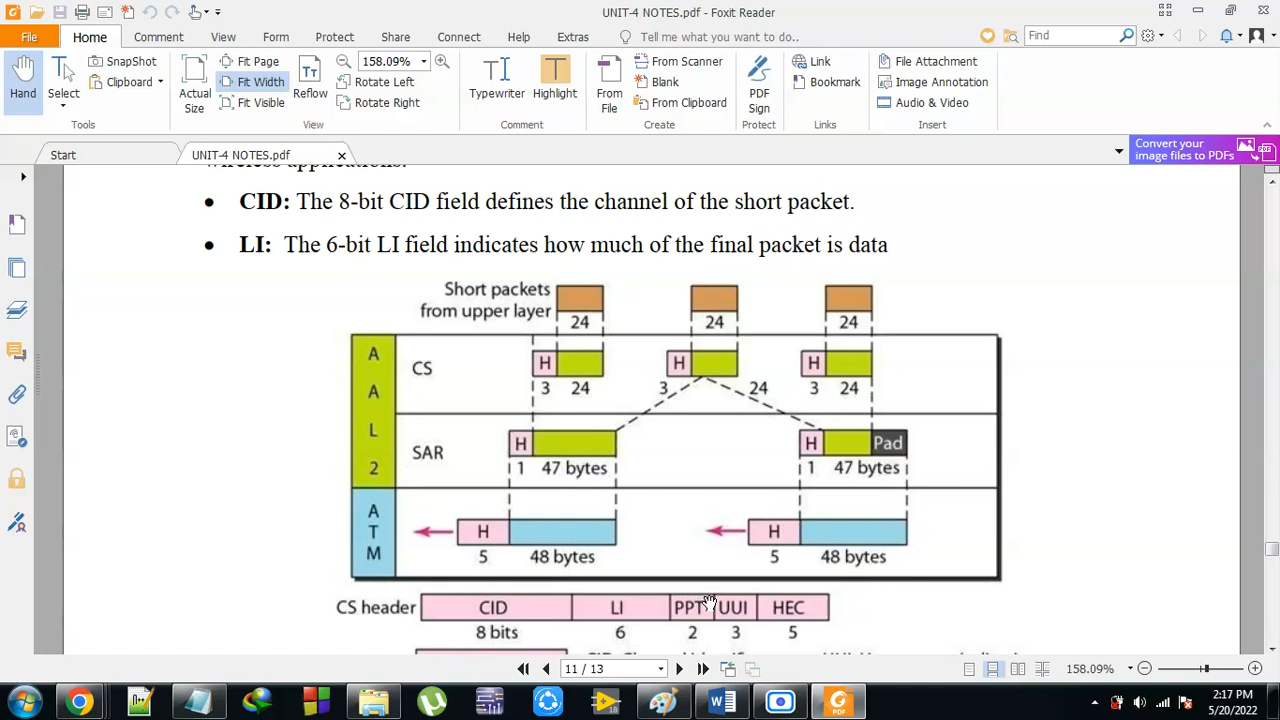 UNIT-4 NOTES.pdf - Foxit Reader
File Home Comment View Form Protect Share Connect Help Extras Tell me what you want to do.. Find
Hand
Select
SnapShot
Clipboard
Tools
Actual
Size
Fit Page
Fit Width
Fit Visible
Reflow
158.09%
Rotate Left
Rotate Right
View
Typewriter
Highlight
Comment
From
File
From Scanner
Blank
From Clipboard
Create
PDF
Sign
Protect
Link
Bookmark
Links
File Attachment
Image Annotation
Audio & Video
Insert
Start UNIT-4 NOTES.pdf
Convert your
image files to PDFs
wireless applications.
• CID: The 8-bit CID field defines the channel of the short packet.
• LI: The 6-bit LI field indicates how much of the final packet is data
Short packets
from upper layer
24 24 24
A A L 2
CS
H H H
3 24 3 24 3 24
SAR
H H Pad
1 47 bytes 1 47 bytes
A T M
H H
5 48 bytes 5 48 bytes
CS header CID LI PPT UUI HEC
8 bits 6 2 3 5
11 / 13 158.09%
2:17 PM
5/20/2022